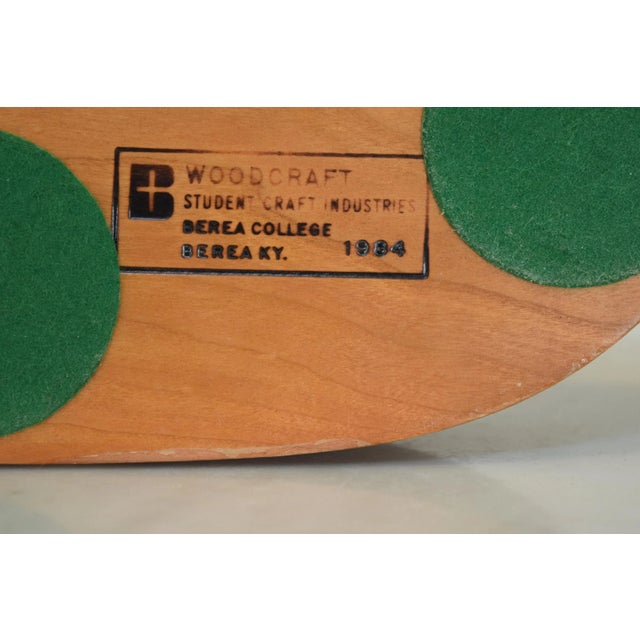 B WOODCRAFT
STUDENT CRAFT INDUSTRIES
BEREA COLLEGE
BEREA KY. 1984